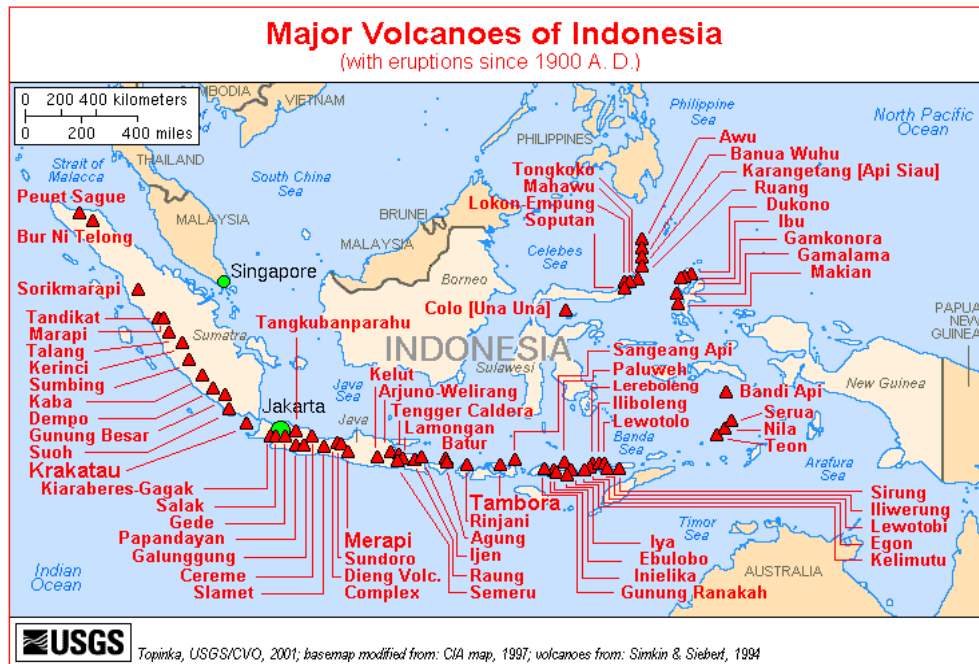 Major Volcanoes of Indonesia
(with eruptions since 1900 A. D.)
0 200 400 kilometers
0 200 400 miles
CAMBODIA
VIETNAM
THAILAND
Strait of
Malacca
South China
Sea
MALAYSIA
PHILIPPINES
Philippine
Sea
North Pacific
Ocean
BRUNEI
MALAYSIA
Celebes
Sea
Borneo
Singapore
Sumatra
INDONESIA
Sulawesi
PAPUA
NEW
GUINEA
New Guinea
Java
Sea
Jakarta
Java
Banda
Sea
Arafura
Sea
Timor
Sea
Indian
Ocean
AUSTRALIA
Peuet Sague
Bur Ni Telong
Sorikmarapi
Tandikat
Marapi
Talang
Kerinci
Sumbing
Kaba
Dempo
Gunung Besar
Suoh
Krakatau
Kiaraberes-Gagak
Salak
Gede
Papandayan
Galunggung
Cereme
Slamet
Tangkubanparahu
Merapi
Sundoro
Dieng Volc.
Complex
Kelut
Arjuno-Welirang
Tengger Caldera
Lamongan
Batur
Tambora
Rinjani
Agung
Ijen
Raung
Semeru
Tongkoko
Mahawu
Lokon Empung
Soputan
Colo [Una Una]
Awu
Banua Wuhu
Karangetang [Api Siau]
Ruang
Dukono
Ibu
Gamkonora
Gamalama
Makian
Sangeang Api
Paluweh
Lereboleng
Iliboleng
Lewotolo
Bandi Api
Serua
Nila
Teon
Sirung
Iliwerung
Lewotobi
Egon
Kelimutu
Iya
Ebulobo
Inielika
Gunung Ranakah
USGS
Topinka, USGS/CVO, 2001; basemap modified from: CIA map, 1997; volcanoes from: Simkin & Siebert, 1994